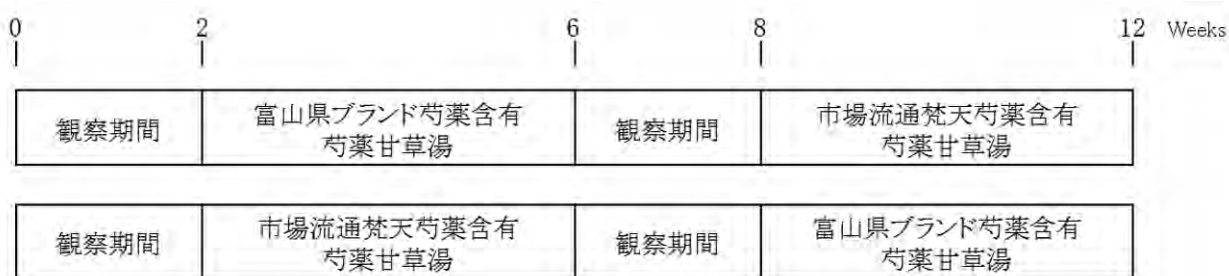 0 2 6 8 12 Weeks
観察期間 富山県ブランド芍薬含有 芍薬甘草湯 観察期間 市場流通梵天芍薬含有 芍薬甘草湯
観察期間 市場流通梵天芍薬含有 芍薬甘草湯 観察期間 富山県ブランド芍薬含有 芍薬甘草湯